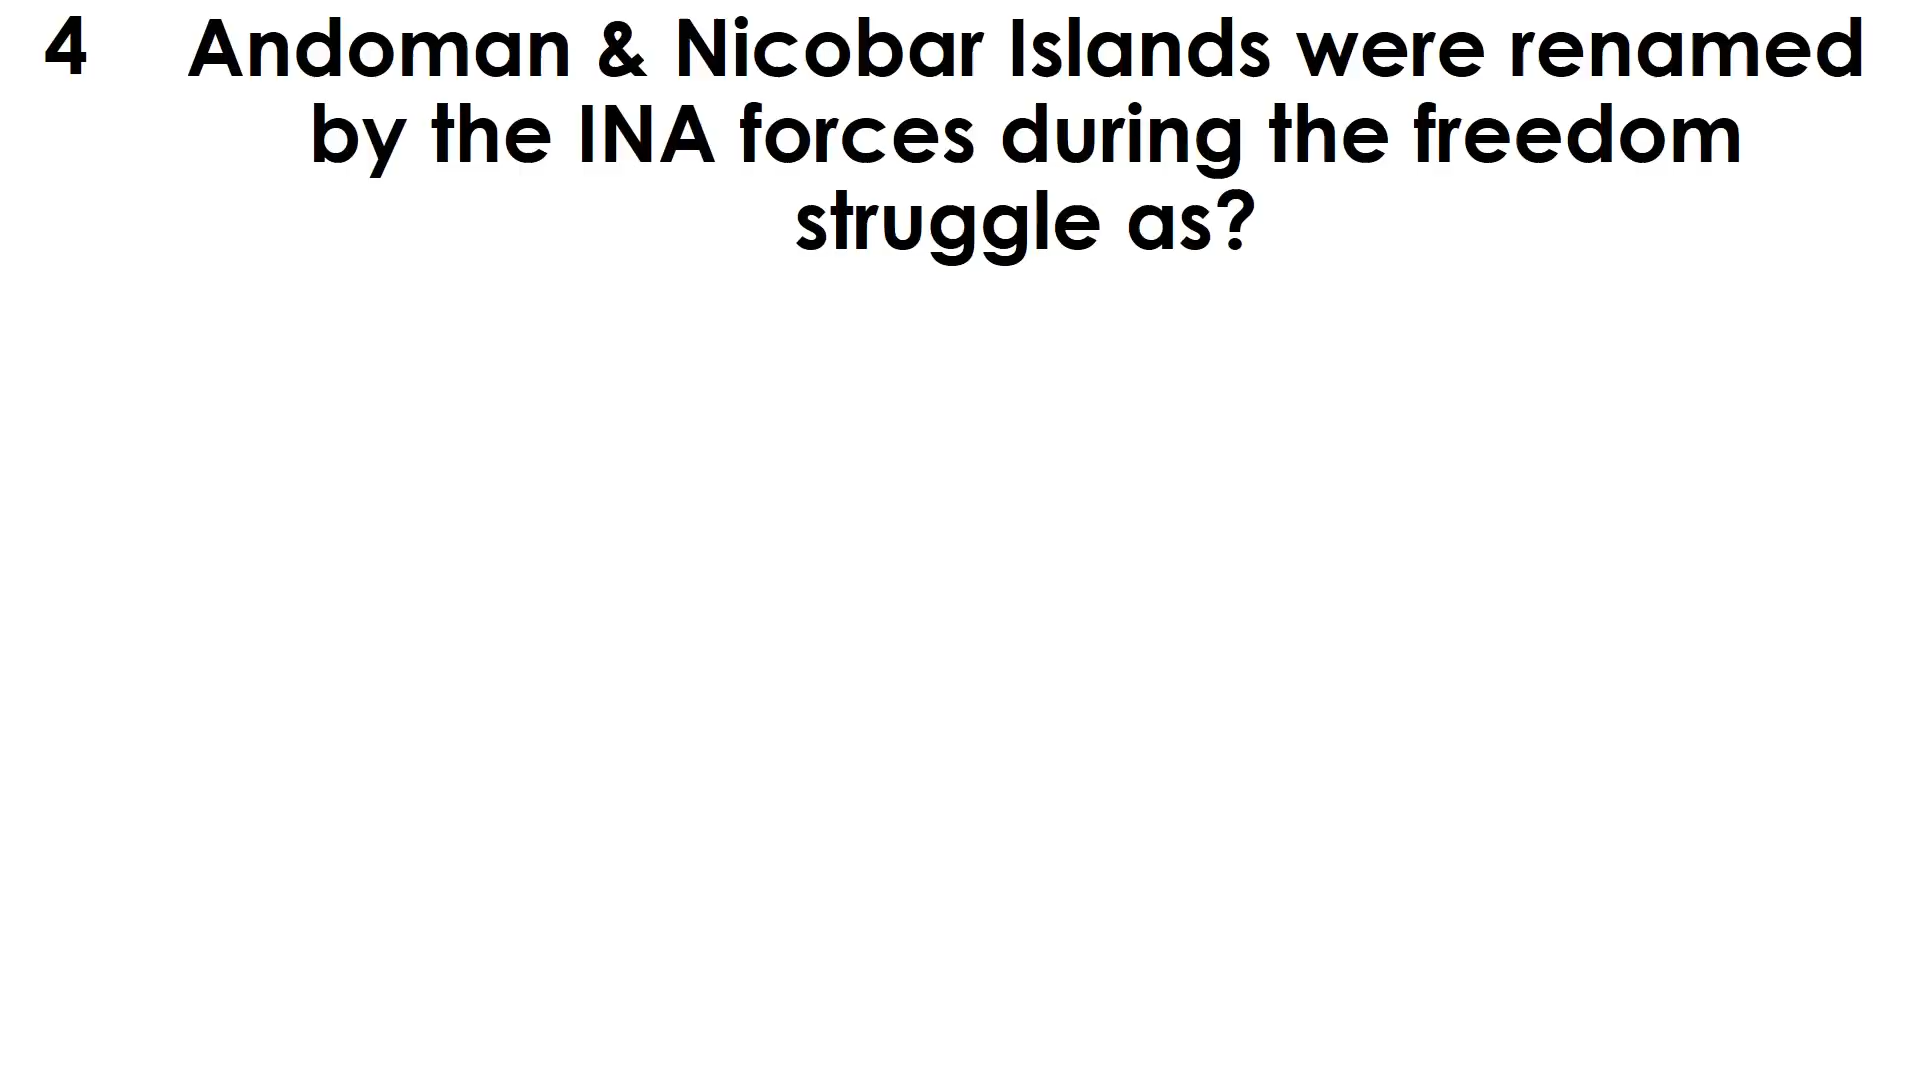 4 Andoman & Nicobar Islands were renamed
by the INA forces during the freedom
struggle as?